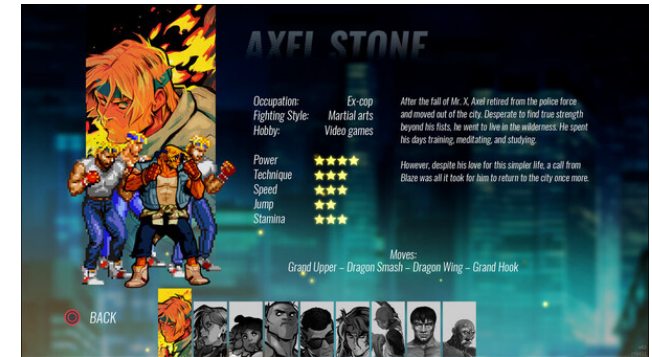 AXEL STONE
Occupation: Ex-cop
Fighting Style: Martial arts
Hobby: Video games
Power
Technique
Speed
Jump
Stamina
After the fall of Mr. X, Axel retired from the police force
and moved out of the city. Desperate to find true strength
beyond his fists, he went to live in the wilderness. He spent
his days training, meditating, and studying.
However, despite his love for this simpler life, a call from
Blaze was all it took for him to return to the city once more.
Moves:
Grand Upper – Dragon Smash – Dragon Wing – Grand Hook
BACK